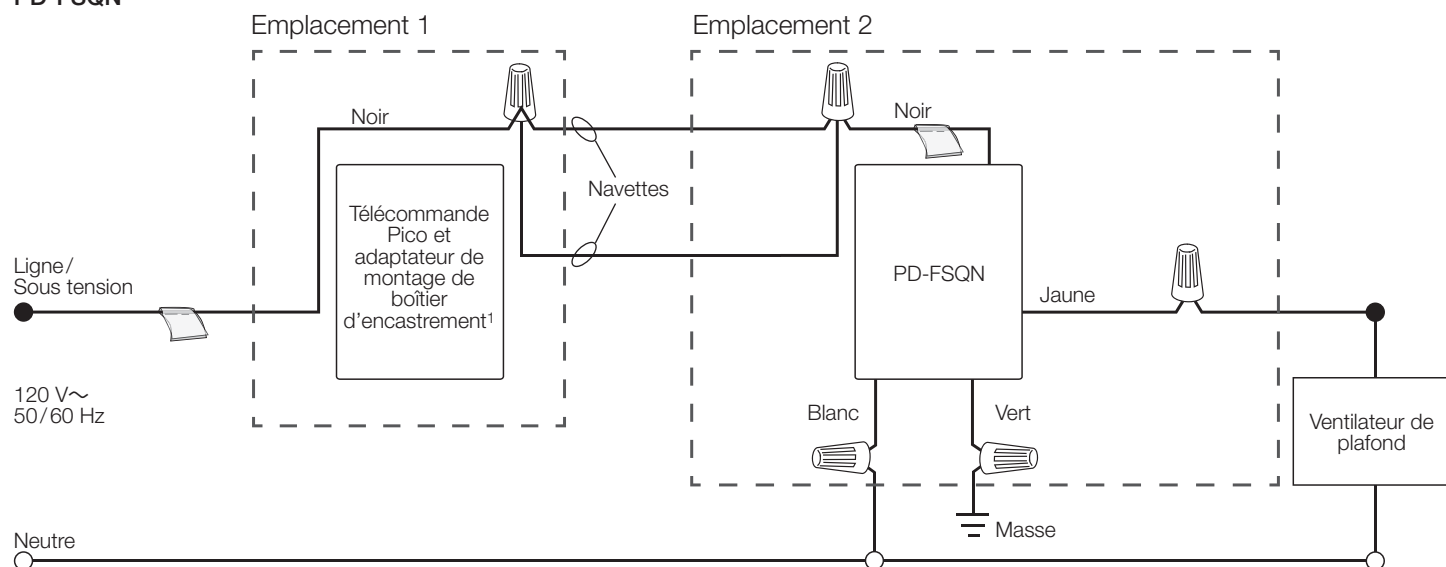 PD-FSQN
Emplacement 1
Emplacement 2
Noir
Noir
Navettes
Télécommande
Pico et
adaptateur de
montage de
boîtier
d'encastrement1
PD-FSQN
Ligne/
Sous tension
Jaune
120 V~
50/60 Hz
Blanc
Vert
Ventilateur de
plafond
Masse
Neutre